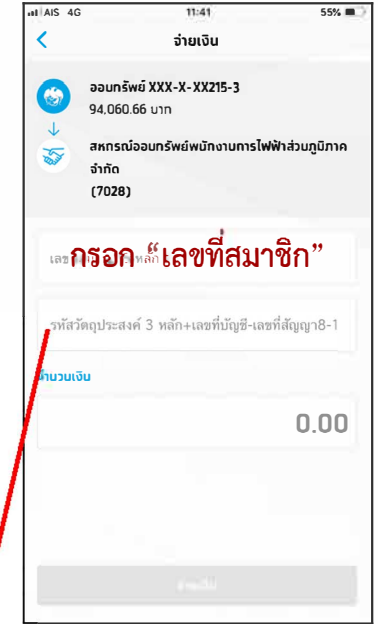 AIS 4G 11:41 55%
จ่ายเงิน
ออมทรัพย์ XXX-X-XX215-3
94,060.66 บาท
สหกรณ์ออมทรัพย์พนักงานการไฟฟ้าส่วนภูมิภาค
จำกัด
(7028)
กรอก “เลขที่สมาชิก”
รหัสวัตถุประสงค์ 3 หลัก+เลขที่บัญชี-เลขที่สัญญา8-1
จำนวนเงิน
0.00